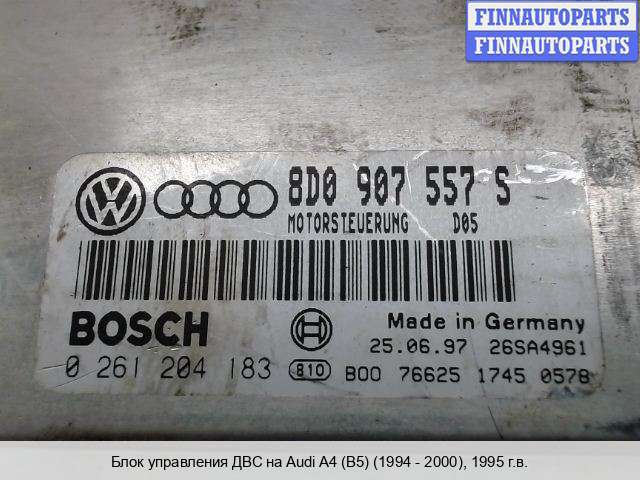 FINNAUTOPARTS
FINNAUTOPARTS
8D0 907 557 S
MOTORSTEUERUNG D05
BOSCH
Made in Germany
25.06.97 26SA4961
0 261 204 183 810 B00 76625 1745 0578
Блок управления ДВС на Audi A4 (B5) (1994 - 2000), 1995 г.в.